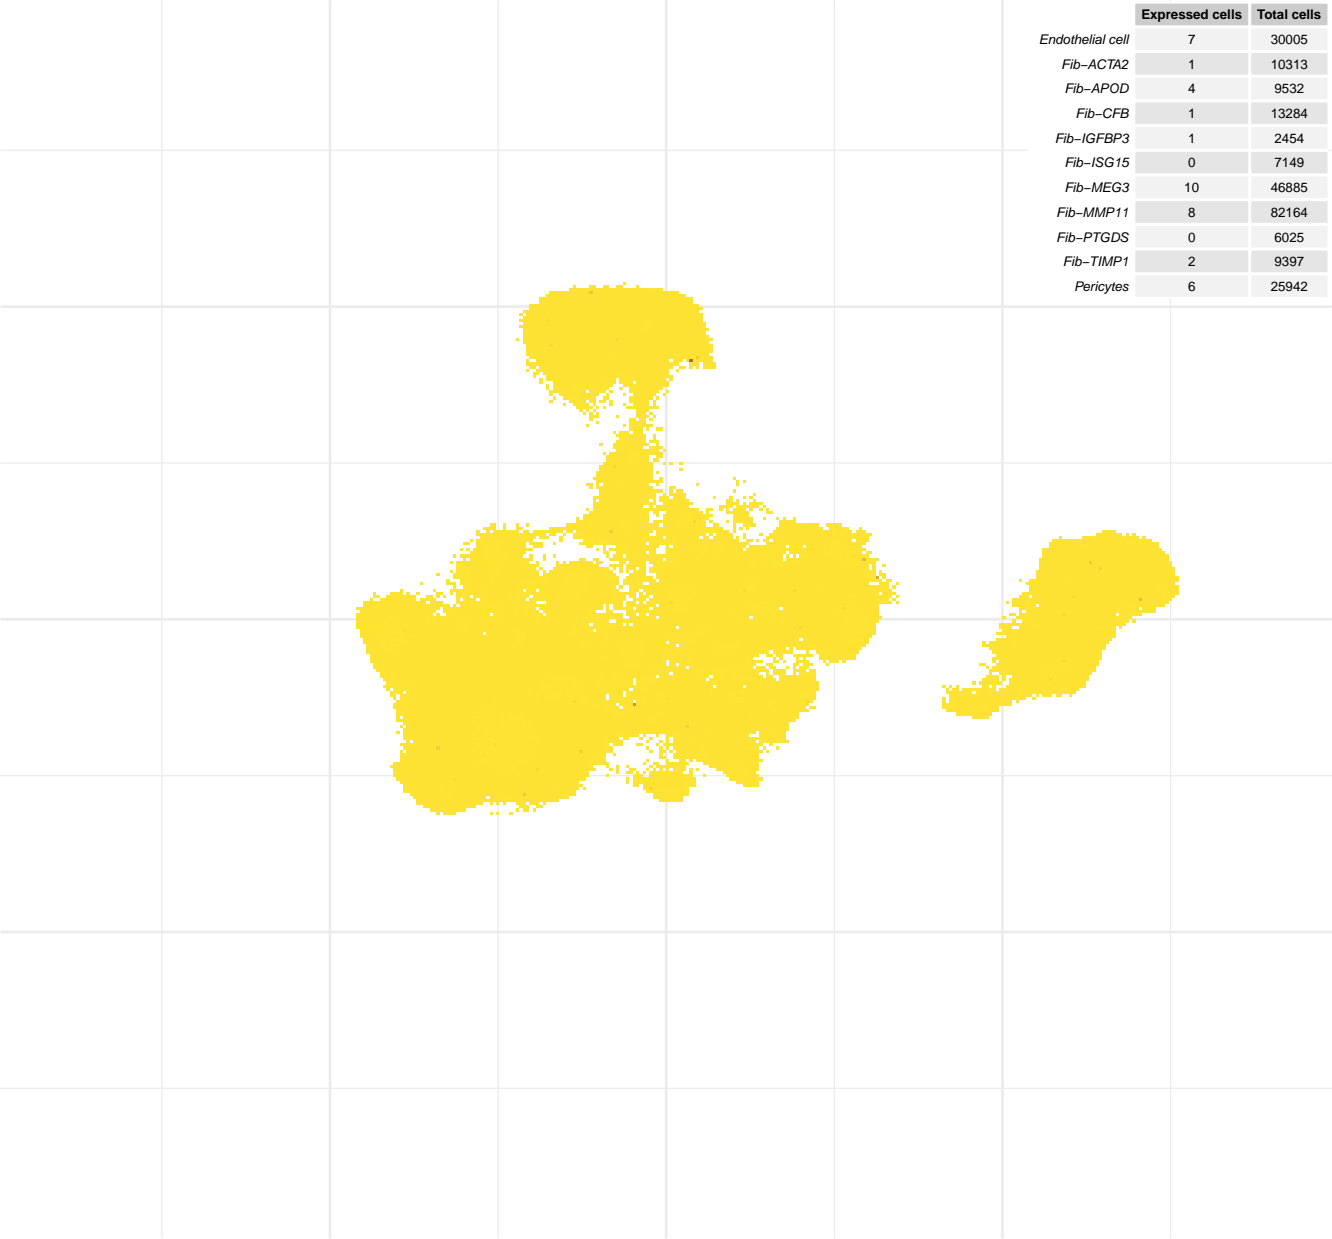 Expressed cells Total cells
Endothelial cell 7 30005
Fib−ACTA2 1 10313
Fib−APOD 4 9532
Fib−CFB 1 13284
Fib−IGFBP3 1 2454
Fib−ISG15 0 7149
Fib−MEG3 10 46885
Fib−MMP11 8 82164
Fib−PTGDS 0 6025
Fib−TIMP1 2 9397
Pericytes 6 25942